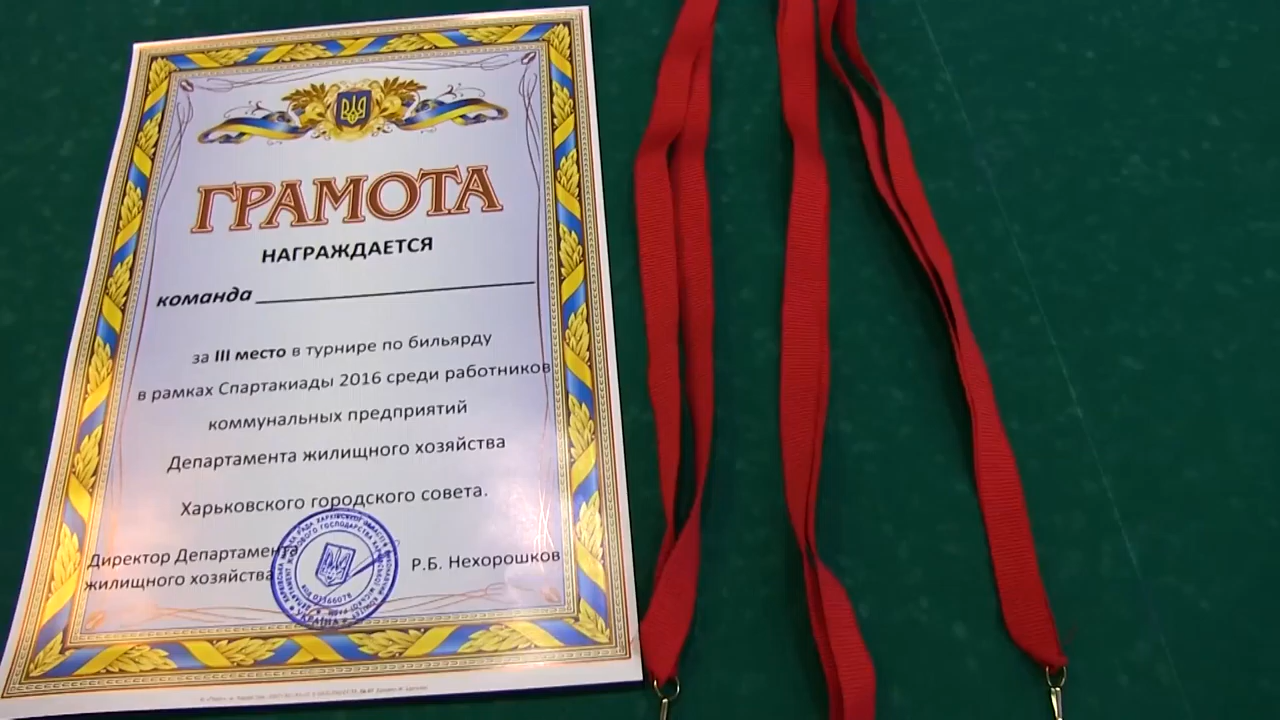 ГРАМОТА
НАГРАЖДАЕТСЯ
команда
за III место в турнире по бильярду
в рамках Спартакиады 2016 среди работников
коммунальных предприятий
Департамента жилищного хозяйства
Харьковского городского совета.
Директор Департамента
жилищного хозяйства
Р.Б. Нехорошков